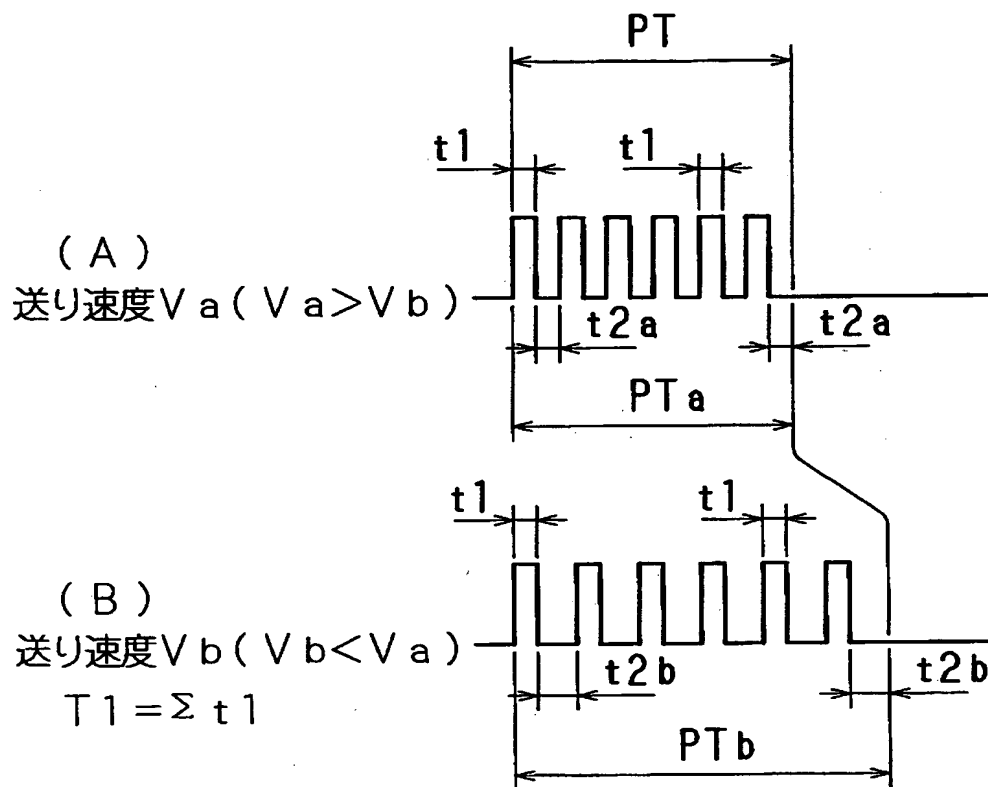 PT
t1
t1
(A)
送り速度Va(Va>Vb)
t2a
t2a
PTa
t1
t1
(B)
送り速度Vb(Vb<Va)
t2b
t2b
T1=Σt1
PTb